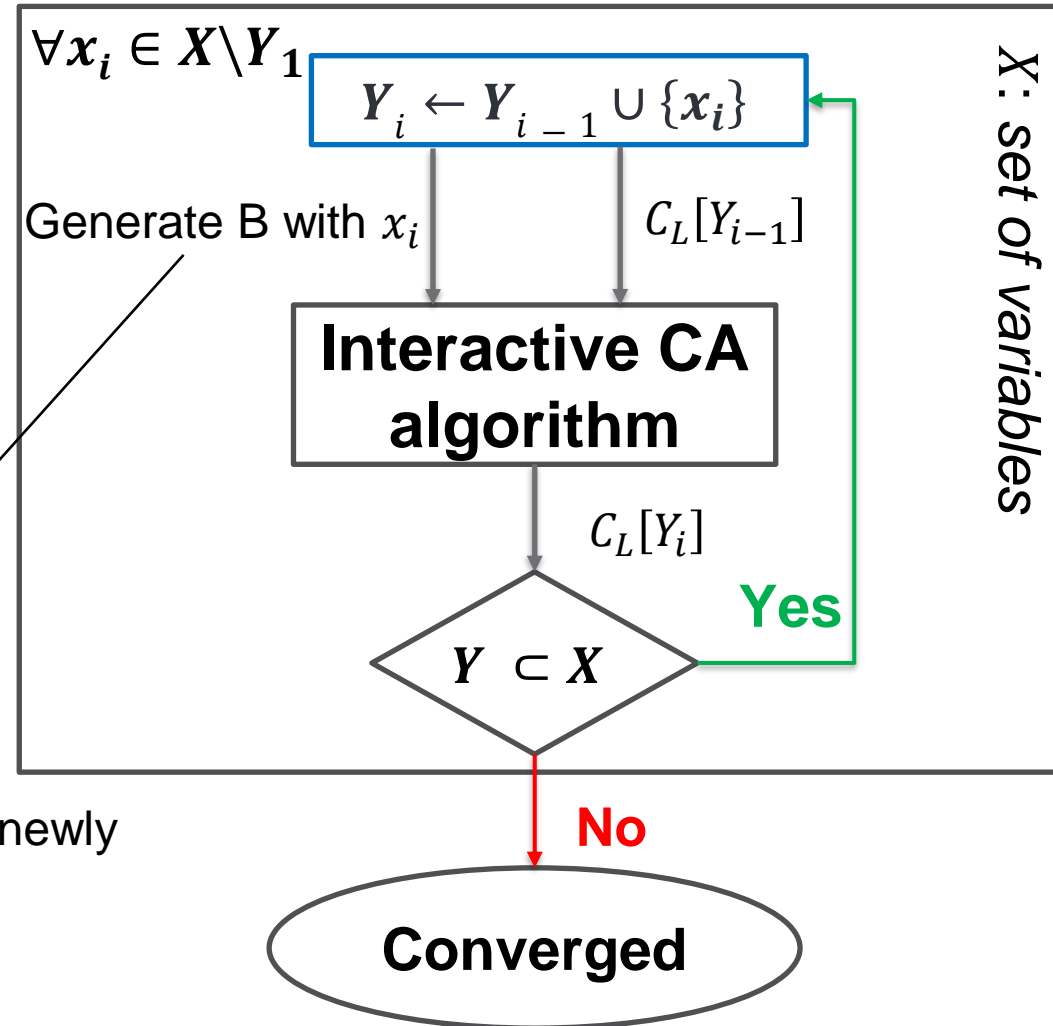 ∀𝒙ᵢ ∈ 𝑿\𝒀₁
𝒀ᵢ ← 𝒀ᵢ ₋ ₁ ∪ {𝒙ᵢ}
𝑋: set of variables
Generate B with 𝑥ᵢ
𝐶_𝐿[𝑌ᵢ₋₁]
Interactive CA
algorithm
𝐶_𝐿[𝑌ᵢ]
Yes
𝒀 ⊂ 𝑿
newly
No
Converged